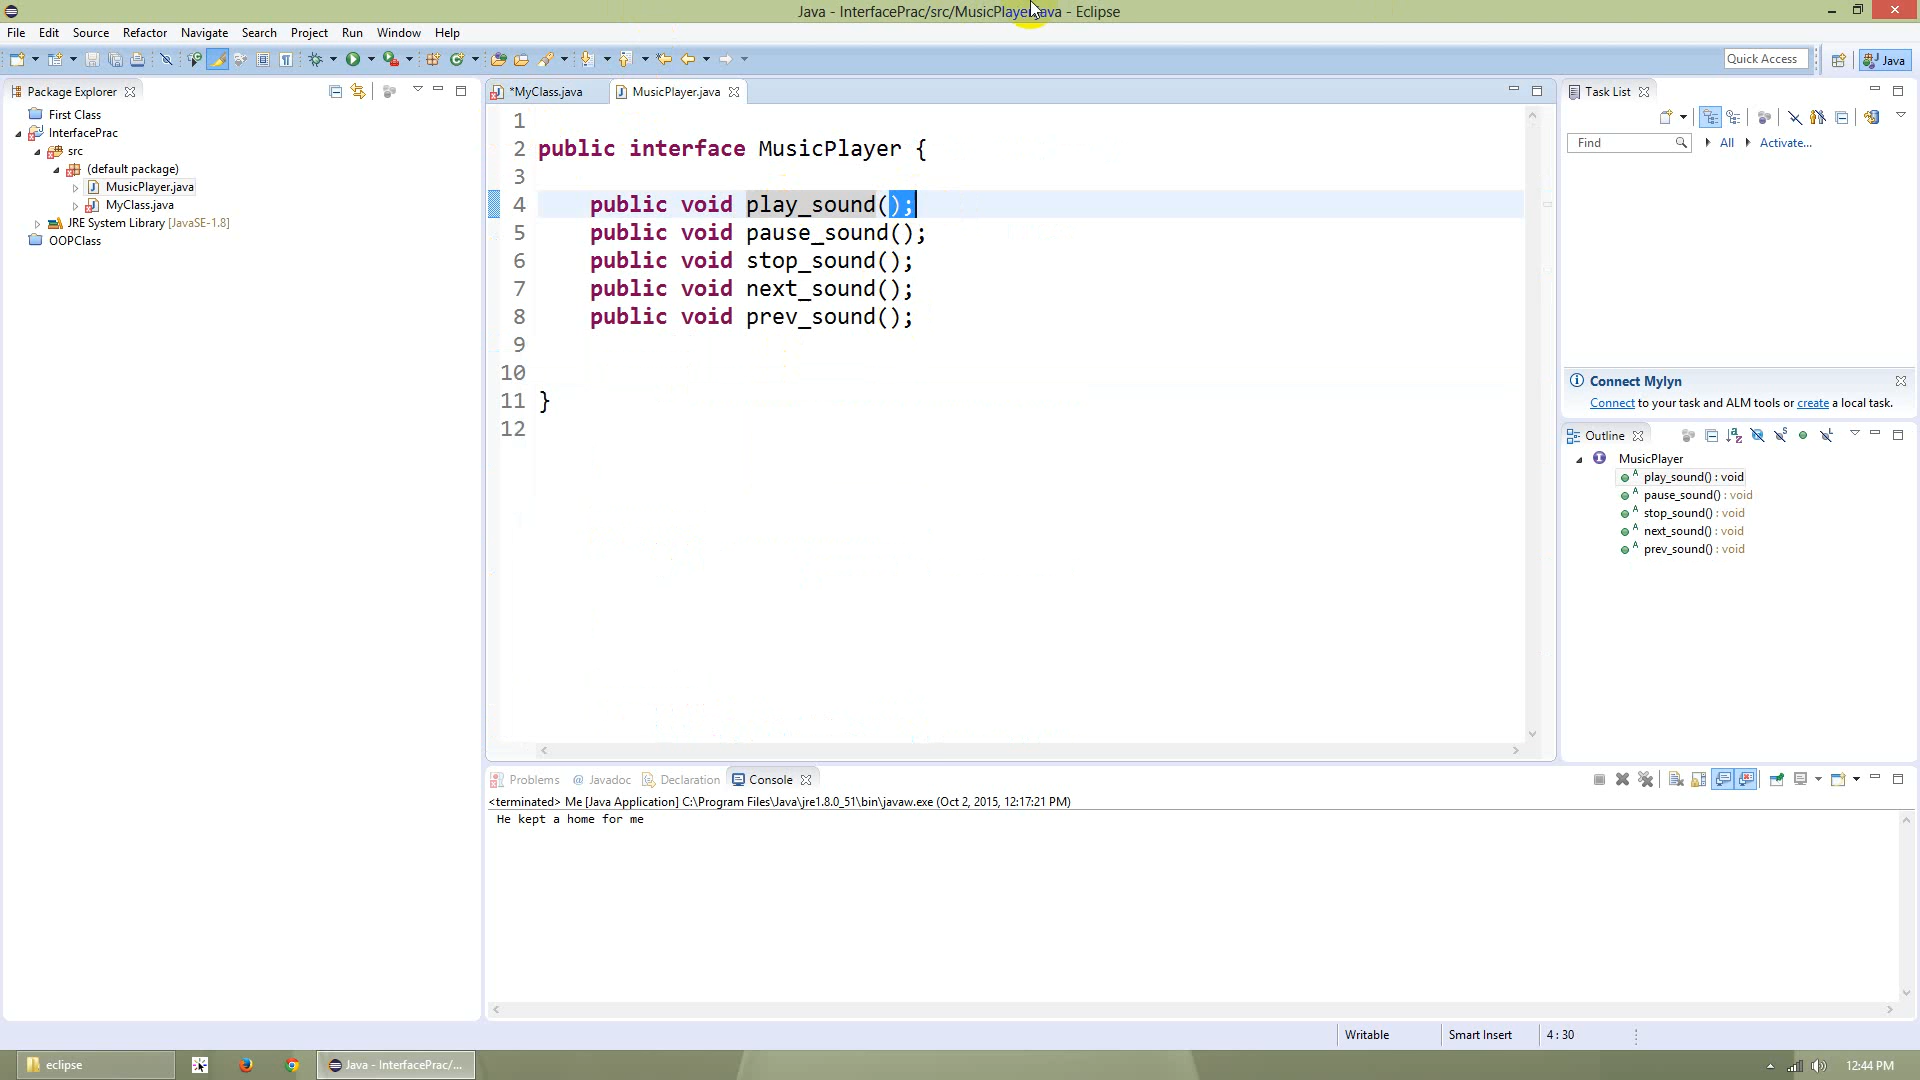 Java - InterfacePrac/src/MusicPlayer.java - Eclipse
File Edit Source Refactor Navigate Search Project Run Window Help
Quick Access
Java
Package Explorer
First Class
InterfacePrac
src
(default package)
MusicPlayer.java
MyClass.java
JRE System Library [JavaSE-1.8]
OOPClass
*MyClass.java
MusicPlayer.java
1
2 public interface MusicPlayer {
3
4 public void play_sound();
5 public void pause_sound();
6 public void stop_sound();
7 public void next_sound();
8 public void prev_sound();
9
10
11 }
12
Task List
Find
All
Activate...
Connect Mylyn
Connect to your task and ALM tools or create a local task.
Outline
MusicPlayer
play_sound() : void
pause_sound() : void
stop_sound() : void
next_sound() : void
prev_sound() : void
Problems @ Javadoc Declaration Console
<terminated> Me [Java Application] C:\Program Files\Java\jre1.8.0_51\bin\javaw.exe (Oct 2, 2015, 12:17:21 PM)
He kept a home for me
Writable Smart Insert 4 : 30
eclipse
Java - InterfacePrac/...
12:44 PM